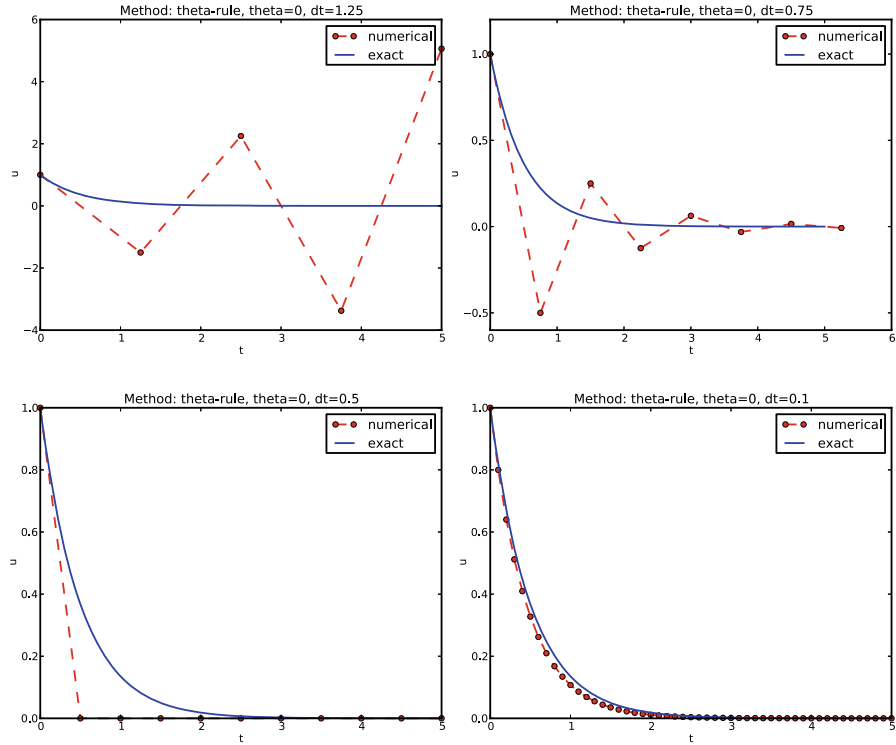 Method: theta-rule, theta=0, dt=1.25
6
4
2
0
−2
−4
u
numerical
exact
0 1 2 3 4 5
t
Method: theta-rule, theta=0, dt=0.75
1.0
0.5
0.0
−0.5
u
numerical
exact
0 1 2 3 4 5 6
t
Method: theta-rule, theta=0, dt=0.5
1.0
0.8
0.6
0.4
0.2
0.0
u
numerical
exact
0 1 2 3 4 5
t
Method: theta-rule, theta=0, dt=0.1
1.0
0.8
0.6
0.4
0.2
0.0
u
numerical
exact
0 1 2 3 4 5
t